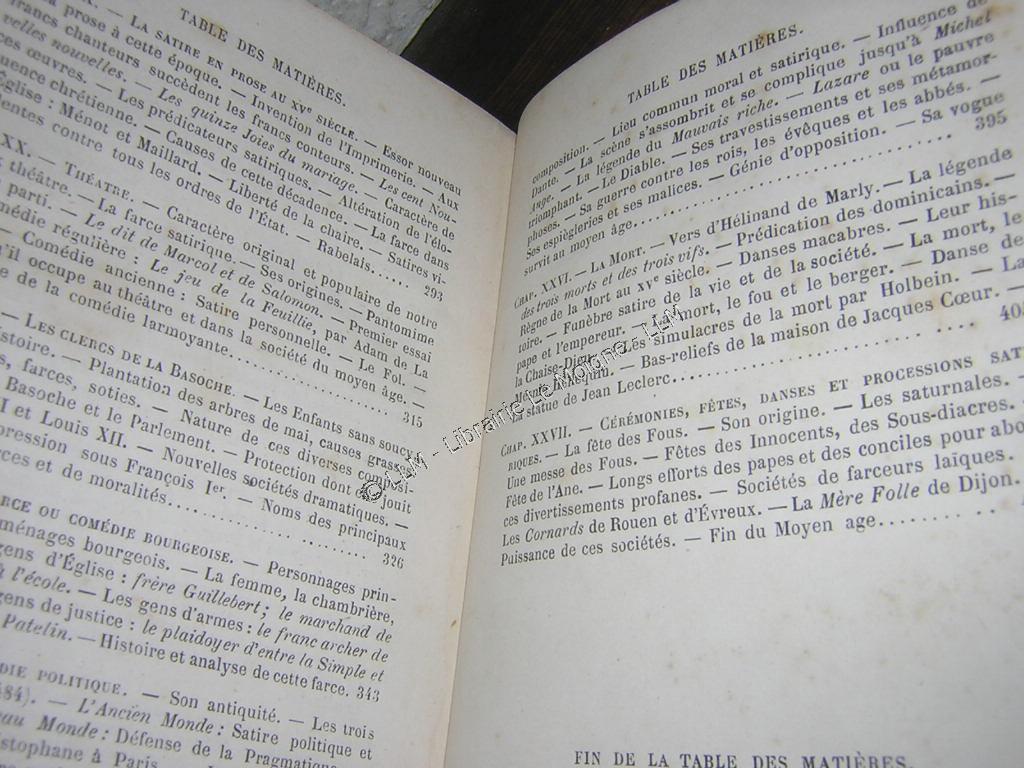 TABLE DES MATIÈRES.
LA SATIRE EN PROSE AU XVe SIÈCLE. — Essor nouveau
prose à cette époque. — Invention de l'Imprimerie. — Aux
francs chanteurs succèdent les francs conteurs. — Les cent Nou-
velles nouvelles. — Les quinze Joies du mariage. — Caractère de
ces œuvres. — Les prédicateurs satiriques. — Altération de l'élo-
quence chrétienne. — Causes de cette décadence. — La farce dans
Église : Ménot et Maillard. — Liberté de la chaire. — Satires vi-
contre tous les ordres de l'État. — Rabelais.... 293
XX. — THÉATRE. — Caractère original et populaire de notre
théâtre. — La farce satirique. — Ses origines. — Pantomime
parti. — Le dit de Marcol et de Salomon. — Premier essai
comédie régulière : Le jeu de la Feuillie, par Adam de La
— Comédie ancienne : Satire personnelle. — Le Fol. —
qu'il occupe au théâtre et dans la société du moyen âge. —
de la comédie larmoyante.................... 315
— LES CLERCS DE LA BASOCHE. — Les Enfants sans soucy.
— Plantation des arbres de mai, causes grasses,
farces, soties. — Nature de ces diverses composi-
Basoche et le Parlement. — Protection dont elle jouit
et Louis XII. — Nouvelles sociétés dramatiques. —
sous François Ier. — Noms des principaux
et de moralités.................... 326
OU COMÉDIE BOURGEOISE. — Personnages prin-
ménages bourgeois. — La femme, la chambrière,
gens d'Église : frère Guillebert ; le marchand de
à l'école. — Les gens d'armes : le franc archer de
gens de justice : le plaidoyer d'entre la Simple et
Patelin. — Histoire et analyse de cette farce. 343
POLITIQUE. — Son antiquité. — Les trois
— L'Ancien Monde : Satire politique et
Monde : Défense de la Pragmatique
à Paris
TABLE DES MATIÈRES.
composition. — Lieu commun moral et satirique. — Influence de
Dante. — La scène s'assombrit et se complique jusqu'à Michel
Ange. — La légende du Mauvais riche. — Lazare ou le pauvre
triomphant. — Le Diable. — Ses travestissements et ses métamor-
phoses. — Sa guerre contre les rois, les évêques et les abbés. —
Ses espiègleries et ses malices. — Génie d'opposition. — Sa vogue
survit au moyen âge.................... 395
CHAP. XXVI. — LA MORT. — Vers d'Hélinand de Marly. — La légende
des trois morts et des trois vifs. — Prédication des dominicains. —
Règne de la Mort au XVe siècle. — Danses macabres. — Leur his-
toire. — Funèbre satire de la vie et de la société. — La mort, le
pape et l'empereur. — La mort, le fou et le berger. — Danse de
la Chaise-Dieu. — Les simulacres de la mort par Holbein. — La
— Bas-reliefs de la maison de Jacques Cœur. —
La statue de Jean Leclerc....................
CHAP. XXVII. — CÉRÉMONIES, FÊTES, DANSES ET PROCESSIONS SATI
RIQUES. — La fête des Fous. — Son origine. — Les saturnales. —
Une messe des Fous. — Fêtes des Innocents, des Sous-diacres.
Fête de l'Ane. — Longs efforts des papes et des conciles pour abo
ces divertissements profanes. — Sociétés de farceurs laïques.
Les Cornards de Rouen et d'Évreux. — La Mère Folle de Dijon.
Puissance de ces sociétés. — Fin du Moyen age..........
FIN DE LA TABLE DES MATIÈRES.
© LLM - Librairie Le Moione - LLM